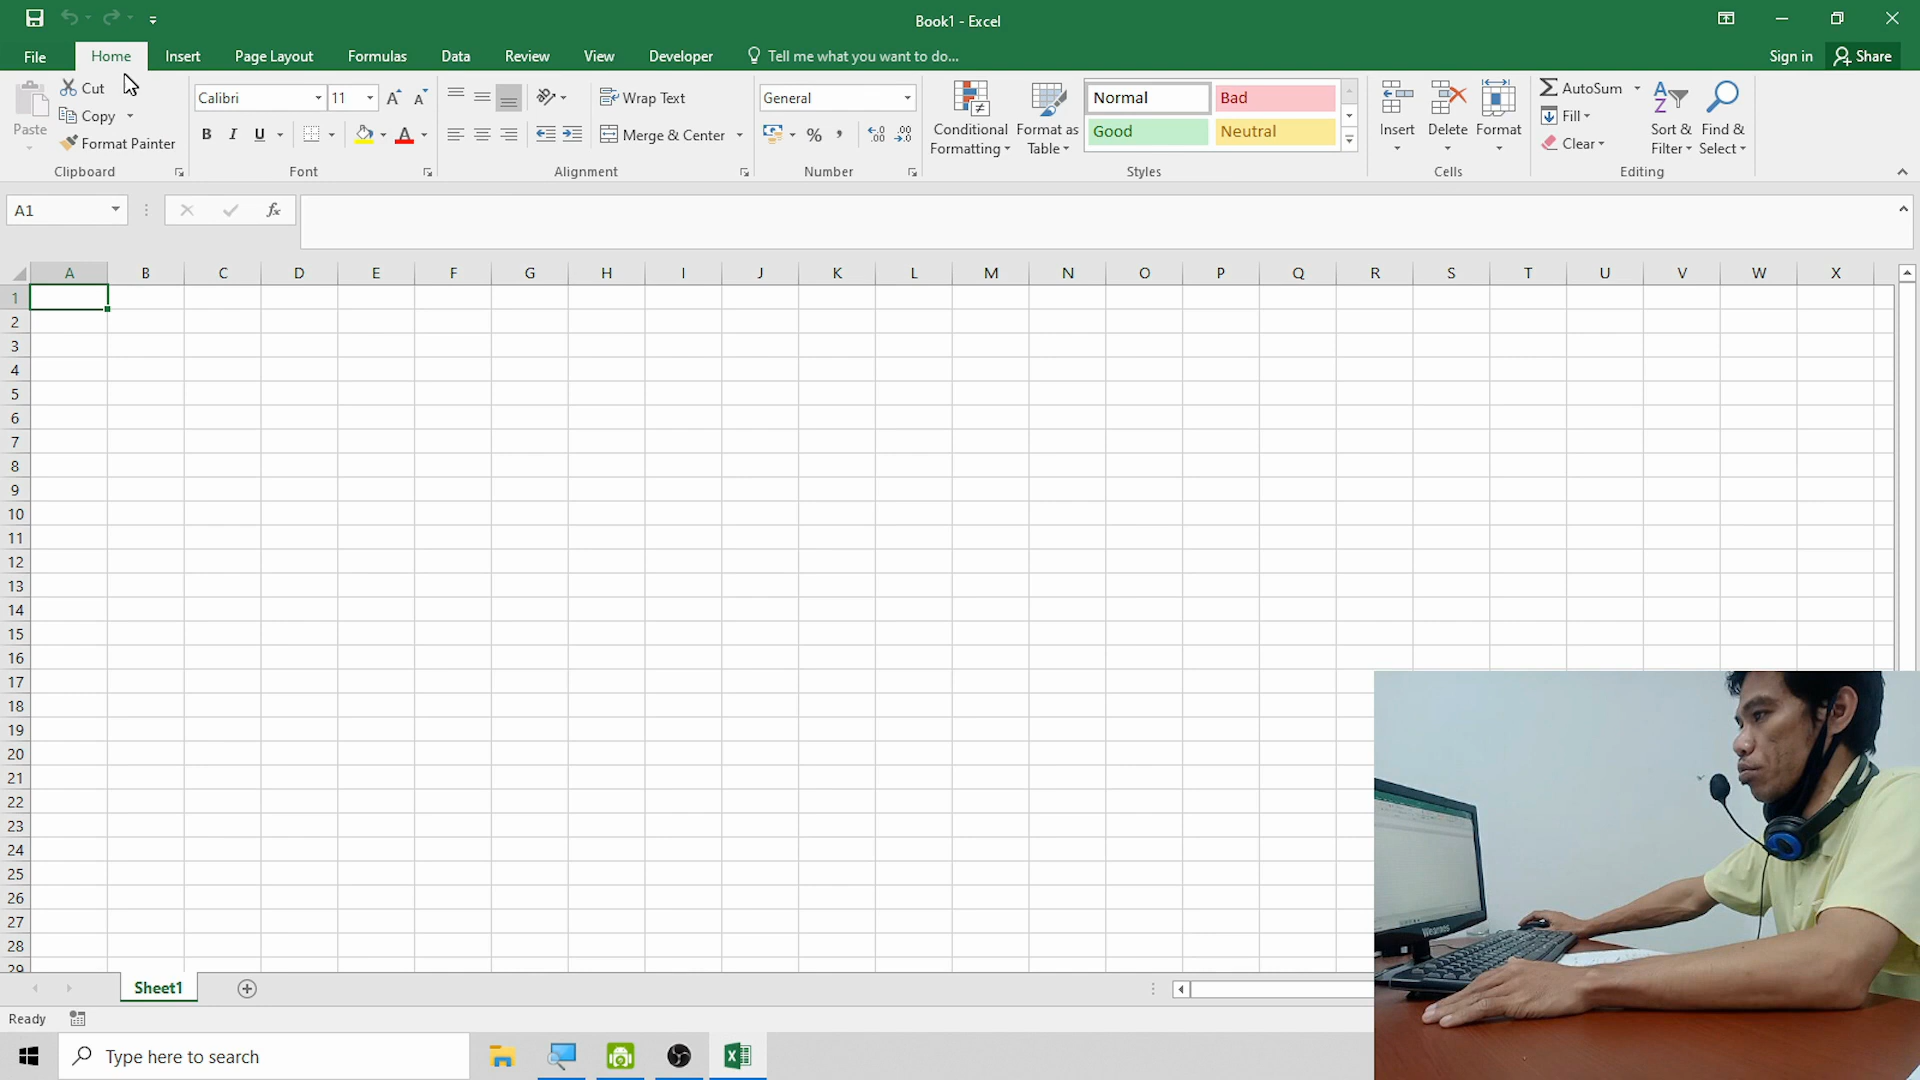 Book1 - Excel
File Home Insert Page Layout Formulas Data Review View Developer Tell me what you want to do... Sign in Share
Paste
Cut
Copy
Format Painter
Clipboard
Calibri 11
B I U A
Font
Wrap Text
Merge & Center
Alignment
General
% ,
Number
Conditional Formatting
Format as Table
Normal Bad
Good Neutral
Styles
Insert Delete Format
Cells
AutoSum
Fill
Clear
Sort & Filter
Find & Select
Editing
A1 fx
A B C D E F G H I J K L M N O P Q R S T U V W X
1
2
3
4
5
6
7
8
9
10
11
12
13
14
15
16
17
18
19
20
21
22
23
24
25
26
27
28
29
Wearnes
Sheet1
Ready
Type here to search